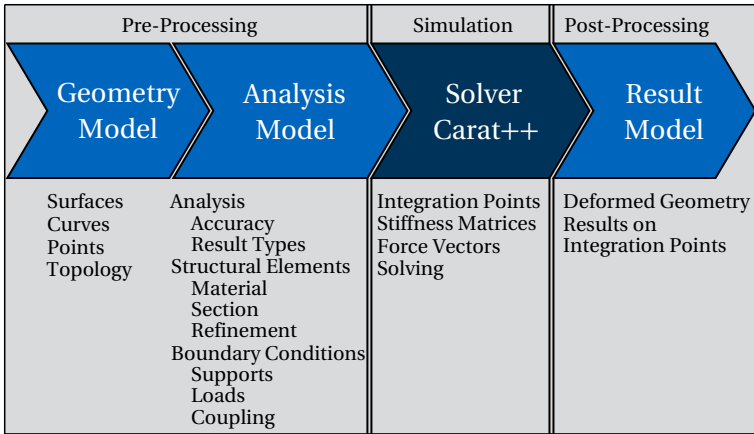 Pre-Processing
Simulation
Post-Processing
Geometry
Model
Analysis
Model
Solver
Carat++
Result
Model
Surfaces
Curves
Points
Topology
Analysis
Accuracy
Result Types
Structural Elements
Material
Section
Refinement
Boundary Conditions
Supports
Loads
Coupling
Integration Points
Stiffness Matrices
Force Vectors
Solving
Deformed Geometry
Results on
Integration Points